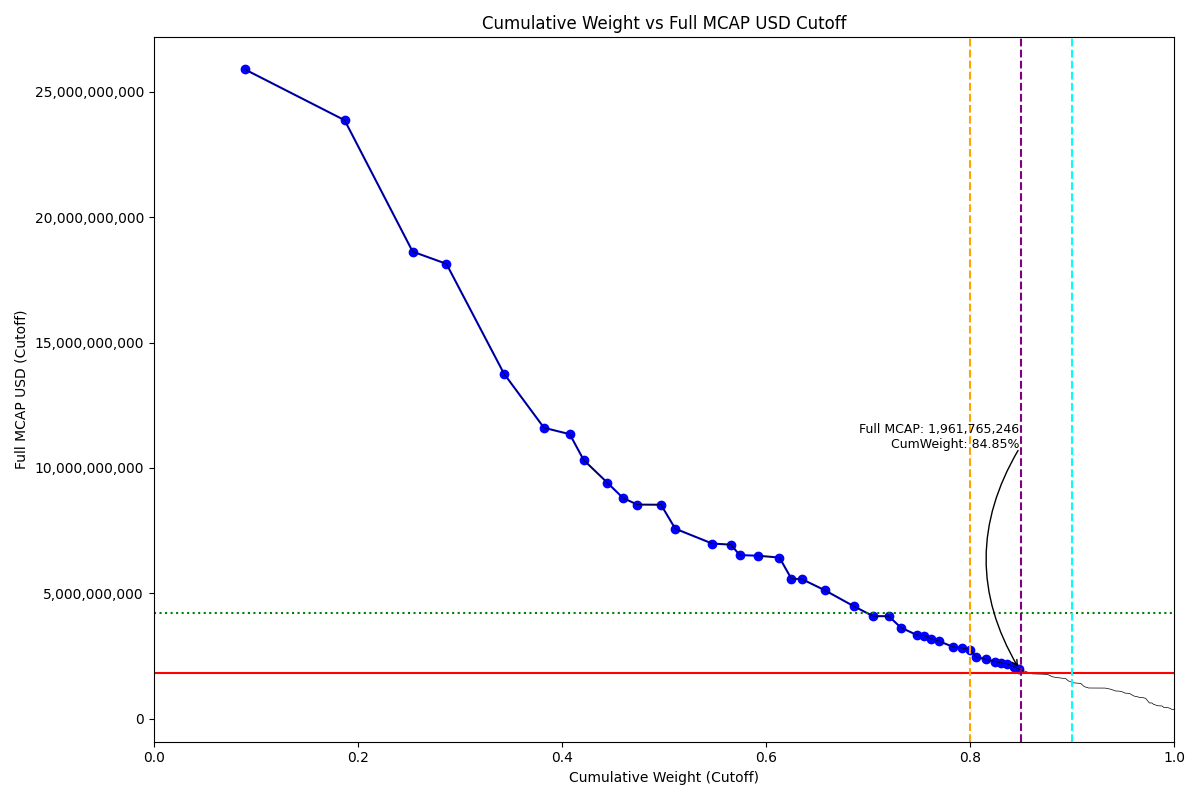 Cumulative Weight vs Full MCAP USD Cutoff
Full MCAP USD (Cutoff)
25,000,000,000
20,000,000,000
15,000,000,000
10,000,000,000
5,000,000,000
0
Full MCAP: 1,961,765,246
CumWeight: 84.85%
0.0 0.2 0.4 0.6 0.8 1.0
Cumulative Weight (Cutoff)